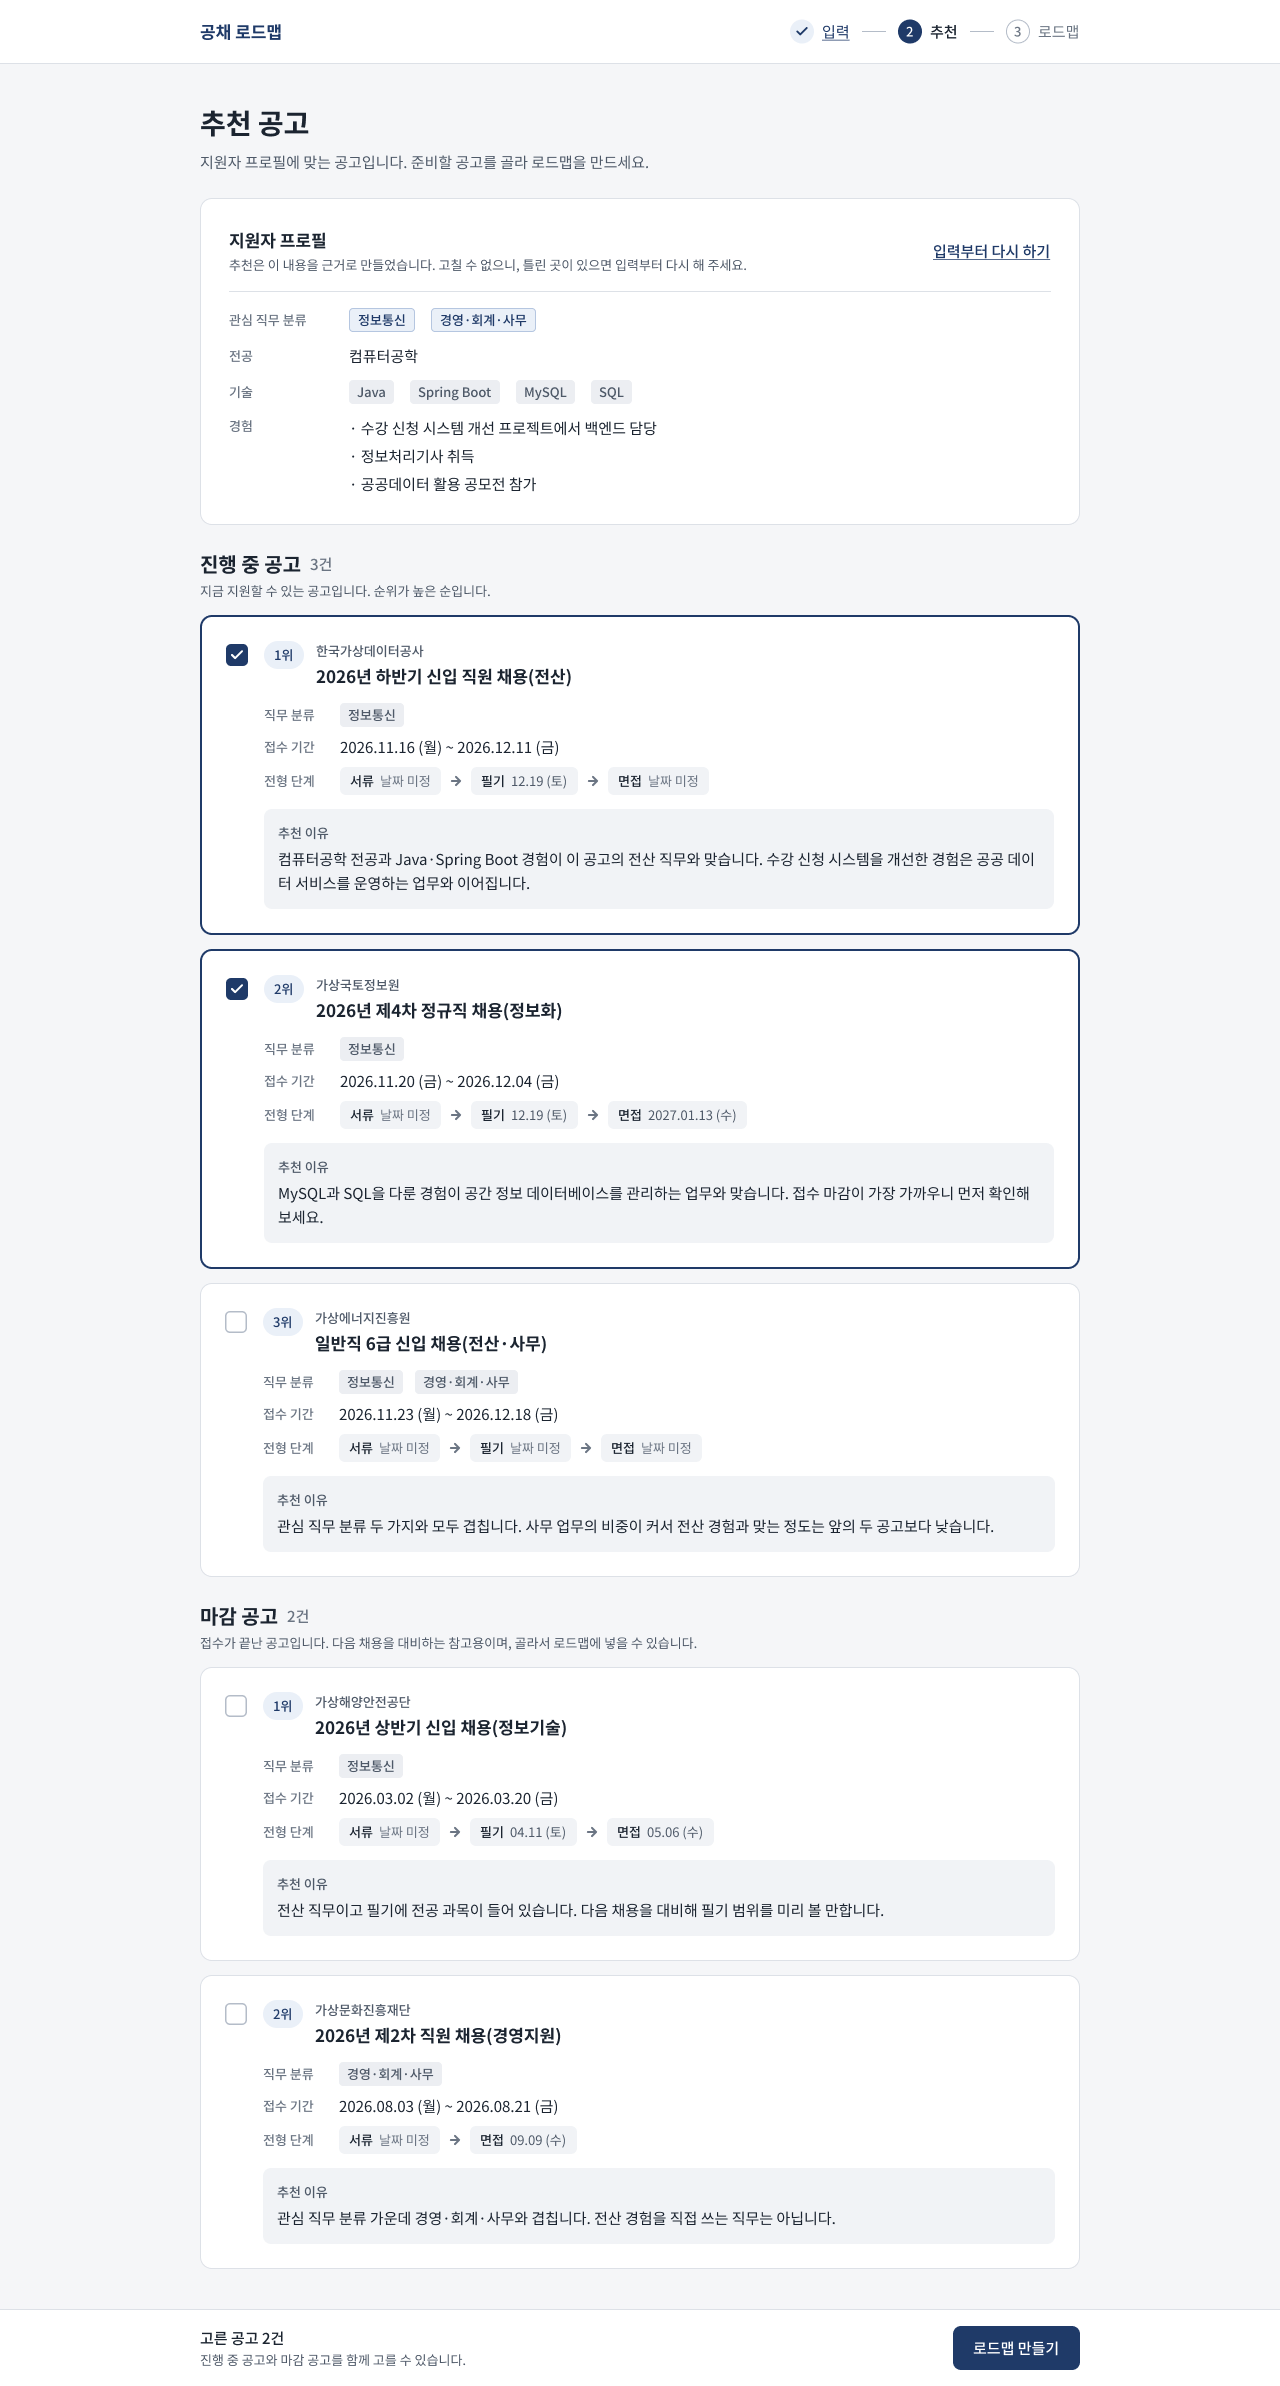 공채 로드맵
입력
2 추천
3 로드맵
추천 공고
지원자 프로필에 맞는 공고입니다. 준비할 공고를 골라 로드맵을 만드세요.
지원자 프로필
추천은 이 내용을 근거로 만들었습니다. 고칠 수 없으니, 틀린 곳이 있으면 입력부터 다시 해 주세요.
입력부터 다시 하기
관심 직무 분류 정보통신 경영·회계·사무
전공 컴퓨터공학
기술 Java Spring Boot MySQL SQL
경험 · 수강 신청 시스템 개선 프로젝트에서 백엔드 담당
· 정보처리기사 취득
· 공공데이터 활용 공모전 참가
진행 중 공고 3건
지금 지원할 수 있는 공고입니다. 순위가 높은 순입니다.
1위 한국가상데이터공사
2026년 하반기 신입 직원 채용(전산)
직무 분류 정보통신
접수 기간 2026.11.16 (월) ~ 2026.12.11 (금)
전형 단계 서류 날짜 미정 → 필기 12.19 (토) → 면접 날짜 미정
추천 이유
컴퓨터공학 전공과 Java·Spring Boot 경험이 이 공고의 전산 직무와 맞습니다. 수강 신청 시스템을 개선한 경험은 공공 데이
터 서비스를 운영하는 업무와 이어집니다.
2위 가상국토정보원
2026년 제4차 정규직 채용(정보화)
직무 분류 정보통신
접수 기간 2026.11.20 (금) ~ 2026.12.04 (금)
전형 단계 서류 날짜 미정 → 필기 12.19 (토) → 면접 2027.01.13 (수)
추천 이유
MySQL과 SQL을 다룬 경험이 공간 정보 데이터베이스를 관리하는 업무와 맞습니다. 접수 마감이 가장 가까우니 먼저 확인해
보세요.
3위 가상에너지진흥원
일반직 6급 신입 채용(전산·사무)
직무 분류 정보통신 경영·회계·사무
접수 기간 2026.11.23 (월) ~ 2026.12.18 (금)
전형 단계 서류 날짜 미정 → 필기 날짜 미정 → 면접 날짜 미정
추천 이유
관심 직무 분류 두 가지와 모두 겹칩니다. 사무 업무의 비중이 커서 전산 경험과 맞는 정도는 앞의 두 공고보다 낮습니다.
마감 공고 2건
접수가 끝난 공고입니다. 다음 채용을 대비하는 참고용이며, 골라서 로드맵에 넣을 수 있습니다.
1위 가상해양안전공단
2026년 상반기 신입 채용(정보기술)
직무 분류 정보통신
접수 기간 2026.03.02 (월) ~ 2026.03.20 (금)
전형 단계 서류 날짜 미정 → 필기 04.11 (토) → 면접 05.06 (수)
추천 이유
전산 직무이고 필기에 전공 과목이 들어 있습니다. 다음 채용을 대비해 필기 범위를 미리 볼 만합니다.
2위 가상문화진흥재단
2026년 제2차 직원 채용(경영지원)
직무 분류 경영·회계·사무
접수 기간 2026.08.03 (월) ~ 2026.08.21 (금)
전형 단계 서류 날짜 미정 → 면접 09.09 (수)
추천 이유
관심 직무 분류 가운데 경영·회계·사무와 겹칩니다. 전산 경험을 직접 쓰는 직무는 아닙니다.
고른 공고 2건
진행 중 공고와 마감 공고를 함께 고를 수 있습니다.
로드맵 만들기